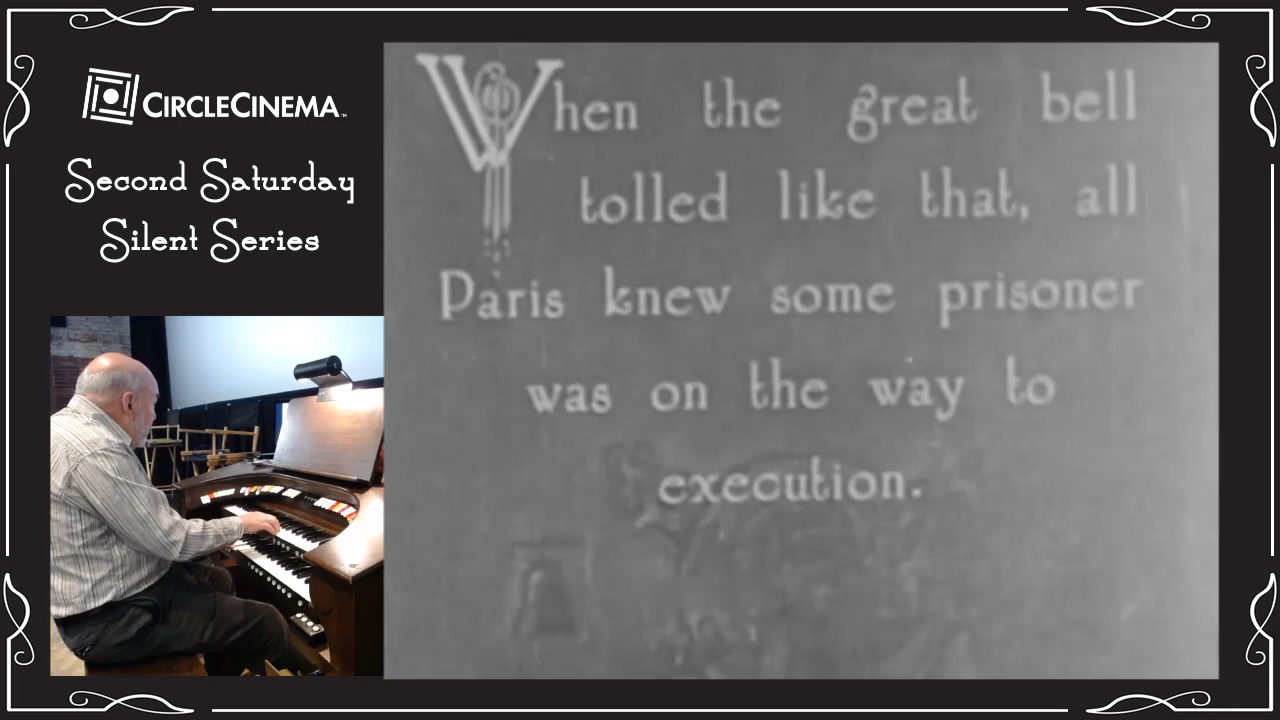 CIRCLECINEMA™
Second Saturday
Silent Series
When the great bell
tolled like that, all
Paris knew some prisoner
was on the way to
execution.